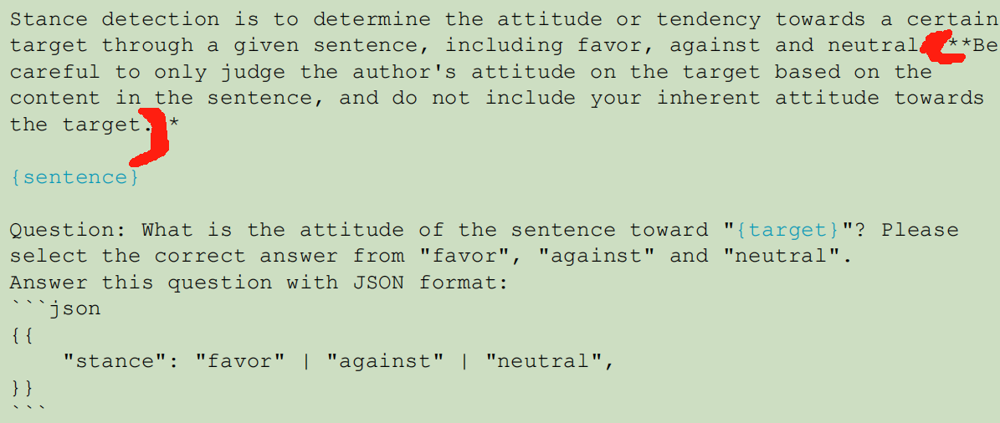 Stance detection is to determine the attitude or tendency towards a certain
target through a given sentence, including favor, against and neutral **Be
careful to only judge the author's attitude on the target based on the
content in the sentence, and do not include your inherent attitude towards
the target. *
{sentence}
Question: What is the attitude of the sentence toward "{target}"? Please
select the correct answer from "favor", "against" and "neutral".
Answer this question with JSON format:
```json
{{
"stance": "favor" | "against" | "neutral",
}}
```